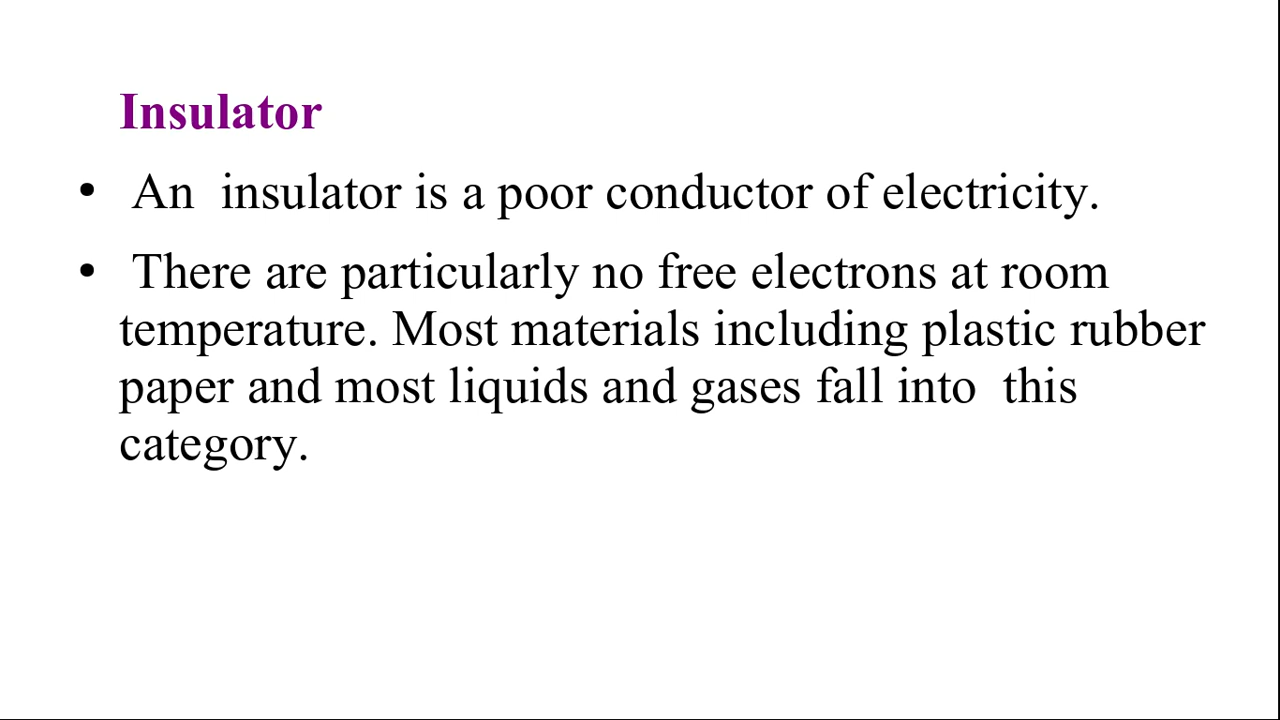 Insulator
• An  insulator is a poor conductor of electricity.
• There are particularly no free electrons at room
temperature. Most materials including plastic rubber
paper and most liquids and gases fall into  this
category.